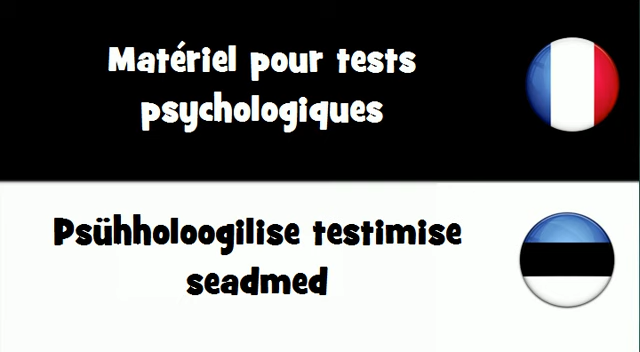 Matériel pour tests
psychologiques
Psühholoogilise testimise
seadmed